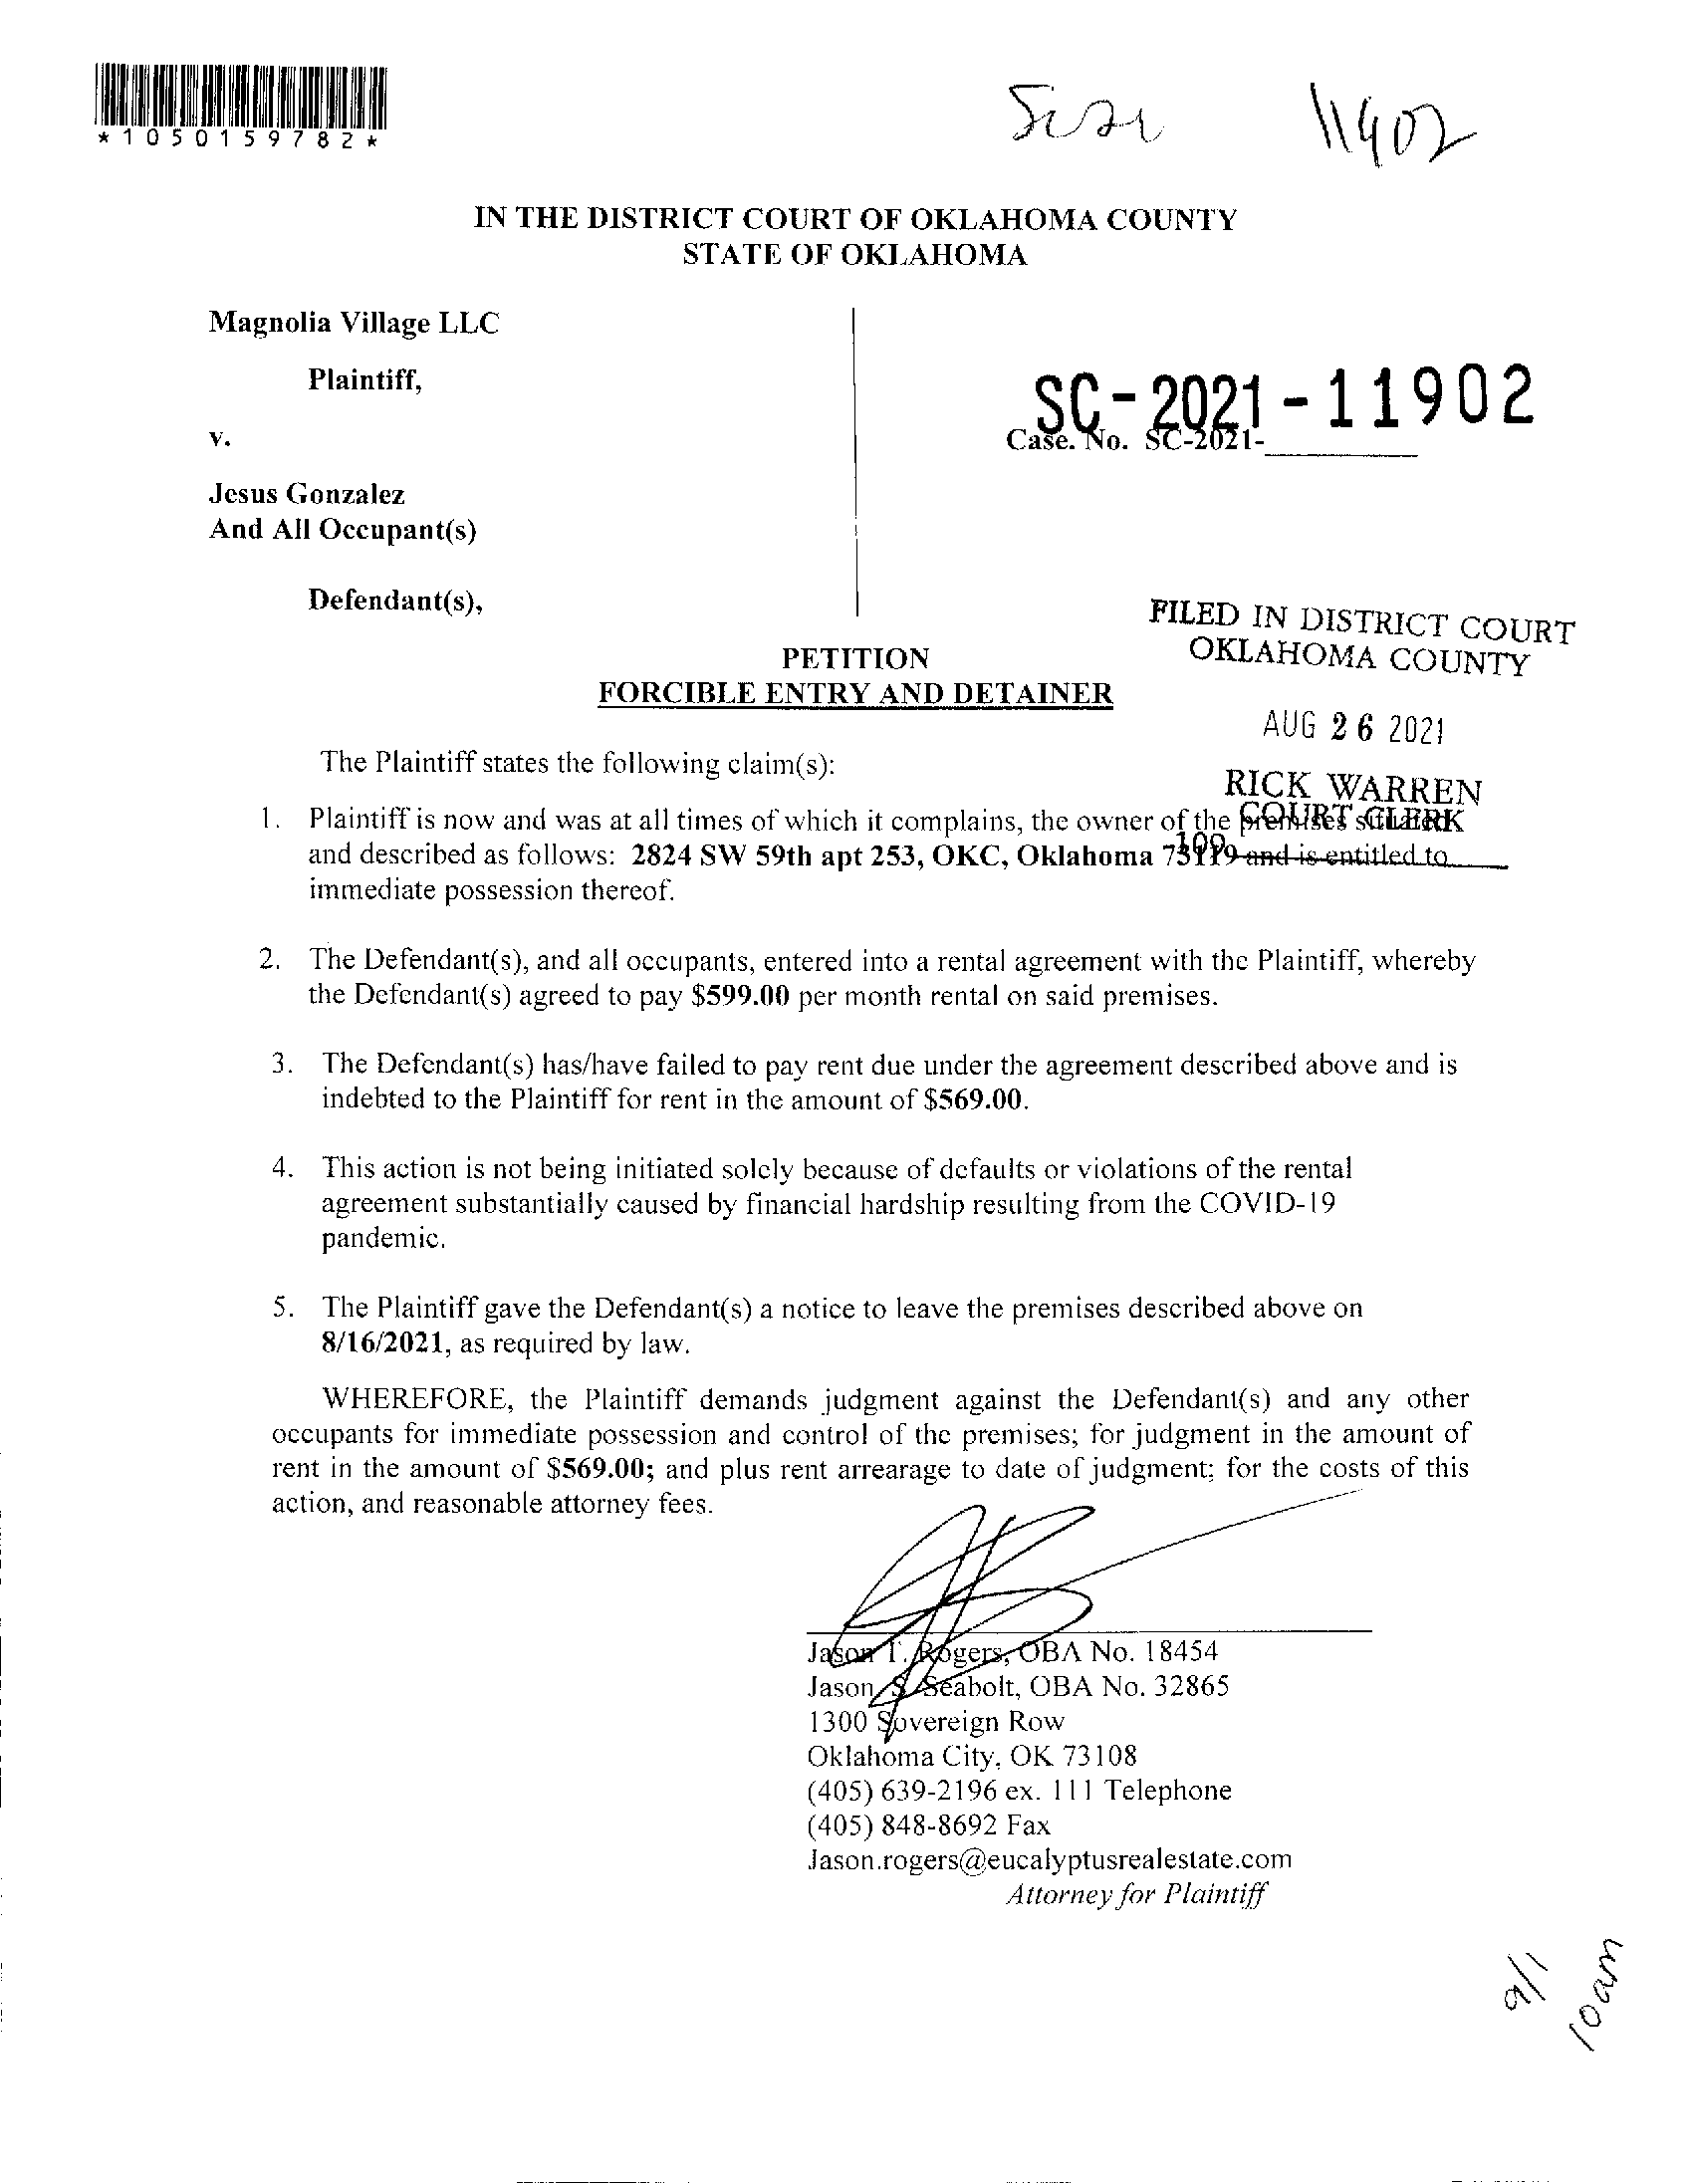 *1050159782*
11902
IN THE DISTRICT COURT OF OKLAHOMA COUNTY
STATE OF OKLAHOMA
Magnolia Village LLC
Plaintiff,
v.
SC-2021-11902
Case. No. SC-2021-
Jesus Gonzalez
And All Occupant(s)
Defendant(s),
FILED IN DISTRICT COURT
OKLAHOMA COUNTY
PETITION
FORCIBLE ENTRY AND DETAINER
AUG 26 2021
The Plaintiff states the following claim(s):
RICK WARREN
COURT CLERK
1. Plaintiff is now and was at all times of which it complains, the owner of the premises situated
109
and described as follows: 2824 SW 59th apt 253, OKC, Oklahoma 73119 and is entitled to
immediate possession thereof.
2. The Defendant(s), and all occupants, entered into a rental agreement with the Plaintiff, whereby
the Defendant(s) agreed to pay $599.00 per month rental on said premises.
3. The Defendant(s) has/have failed to pay rent due under the agreement described above and is
indebted to the Plaintiff for rent in the amount of $569.00.
4. This action is not being initiated solely because of defaults or violations of the rental
agreement substantially caused by financial hardship resulting from the COVID-19
pandemic.
5. The Plaintiff gave the Defendant(s) a notice to leave the premises described above on
8/16/2021, as required by law.
WHEREFORE, the Plaintiff demands judgment against the Defendant(s) and any other
occupants for immediate possession and control of the premises; for judgment in the amount of
rent in the amount of $569.00; and plus rent arrearage to date of judgment; for the costs of this
action, and reasonable attorney fees.
Jason T. Rogers, OBA No. 18454
Jason S. Seabolt, OBA No. 32865
1300 Sovereign Row
Oklahoma City, OK 73108
(405) 639-2196 ex. 111 Telephone
(405) 848-8692 Fax
Jason.rogers@eucalyptusrealestate.com
Attorney for Plaintiff
9/1
10am